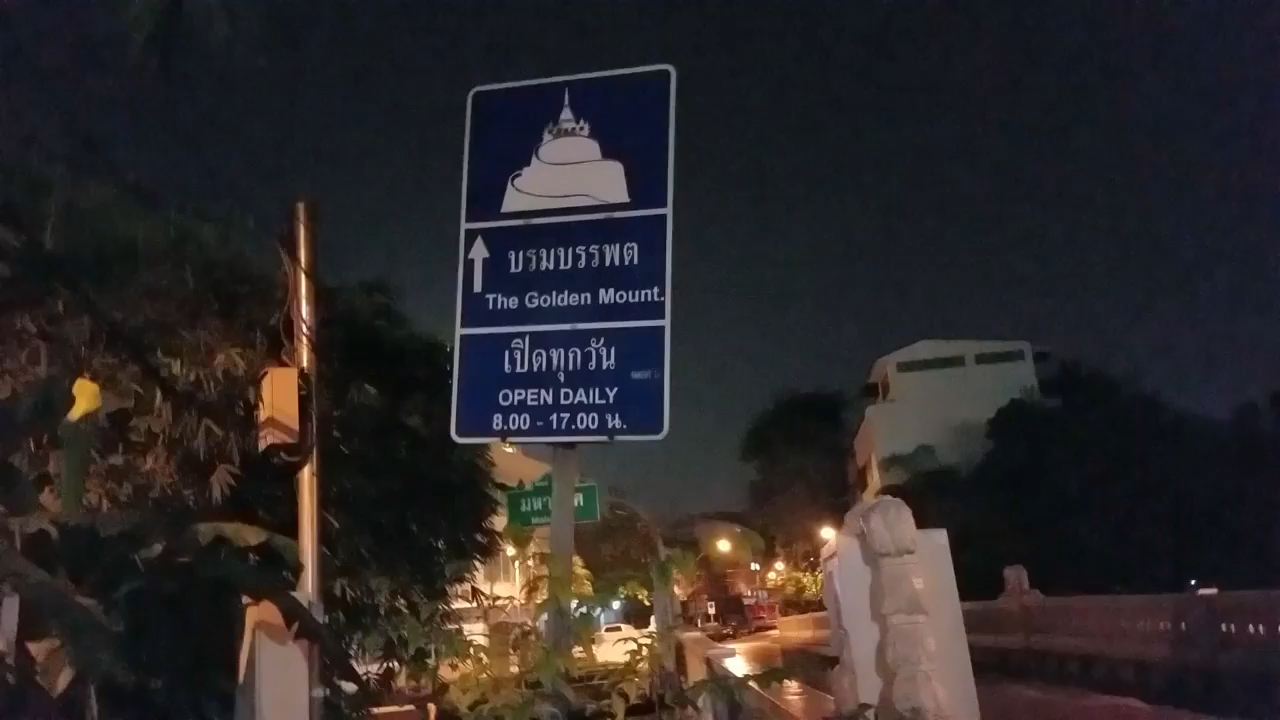 บรมบรรพต
The Golden Mount.
เปิดทุกวัน
OPEN DAILY
8.00 - 17.00 น.